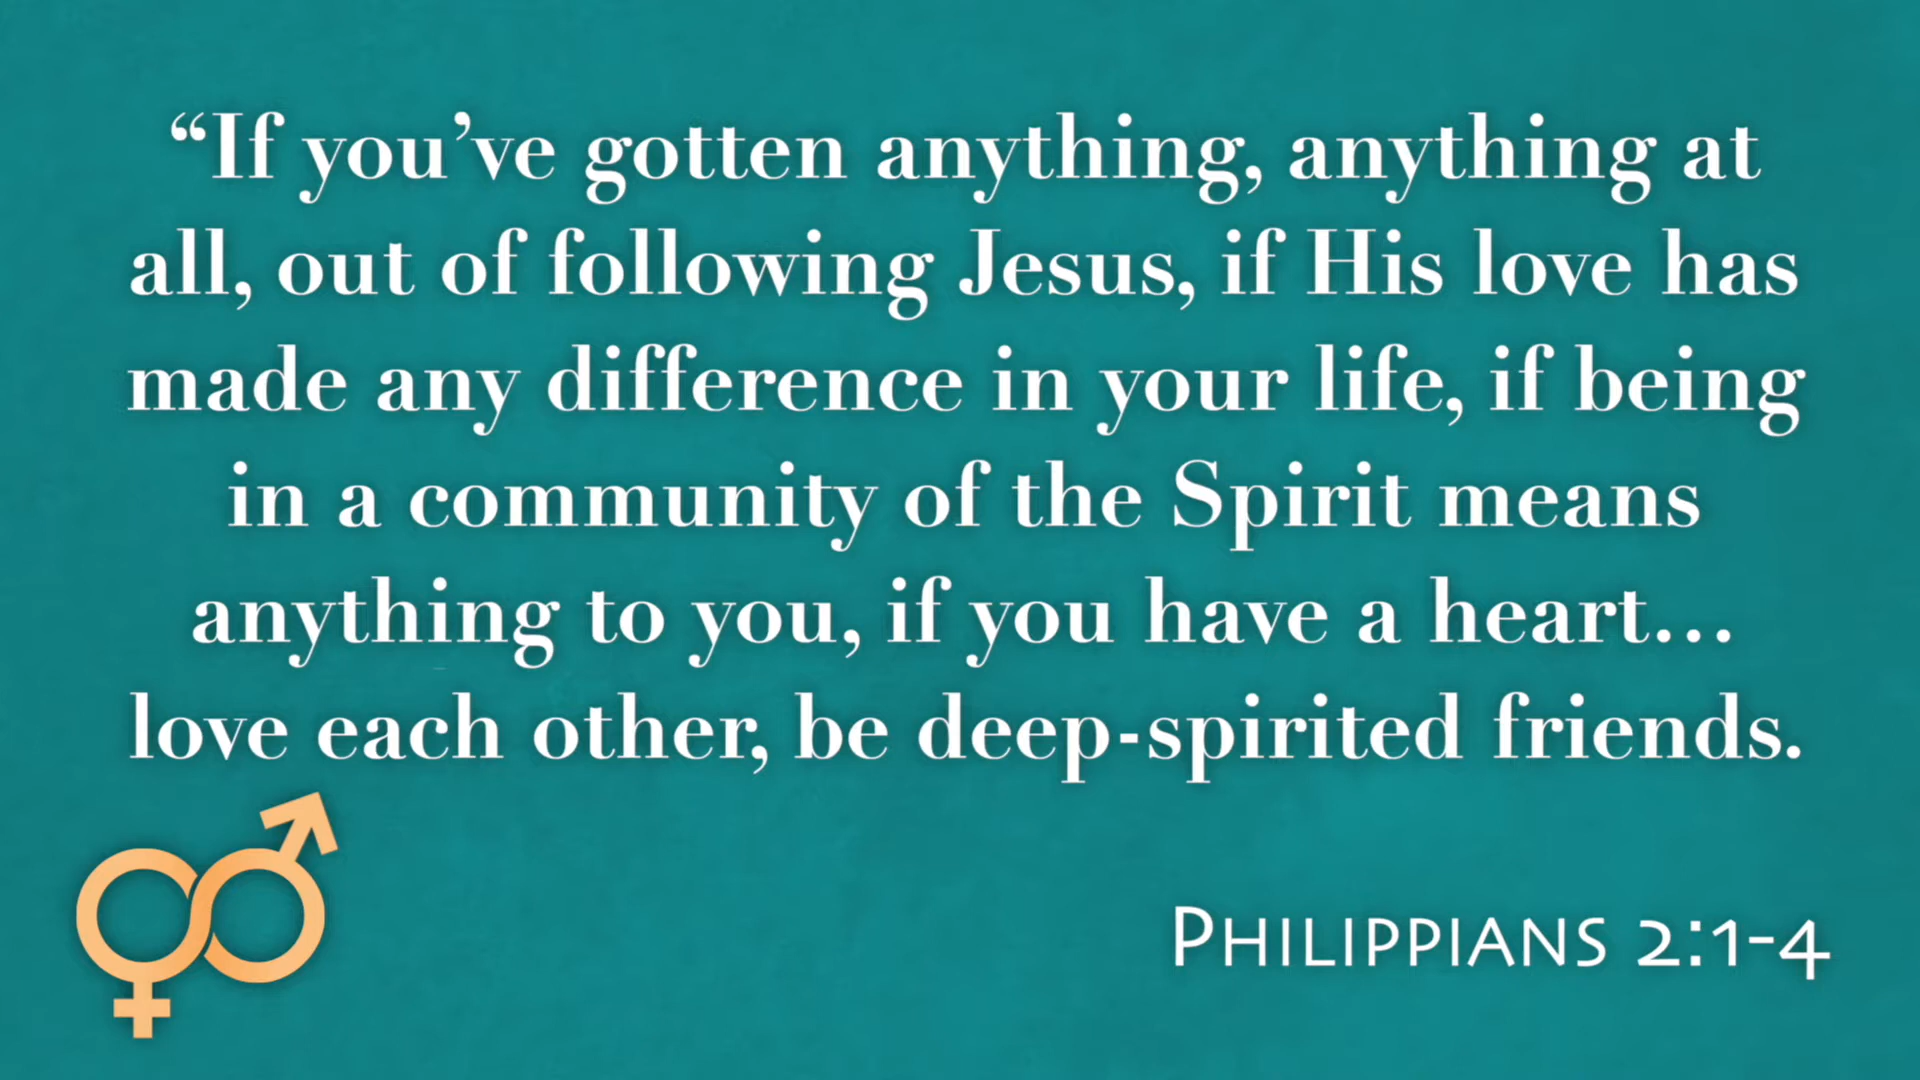 “If you’ve gotten anything, anything at
all, out of following Jesus, if His love has
made any difference in your life, if being
in a community of the Spirit means
anything to you, if you have a heart…
love each other, be deep-spirited friends.
Philippians 2:1-4